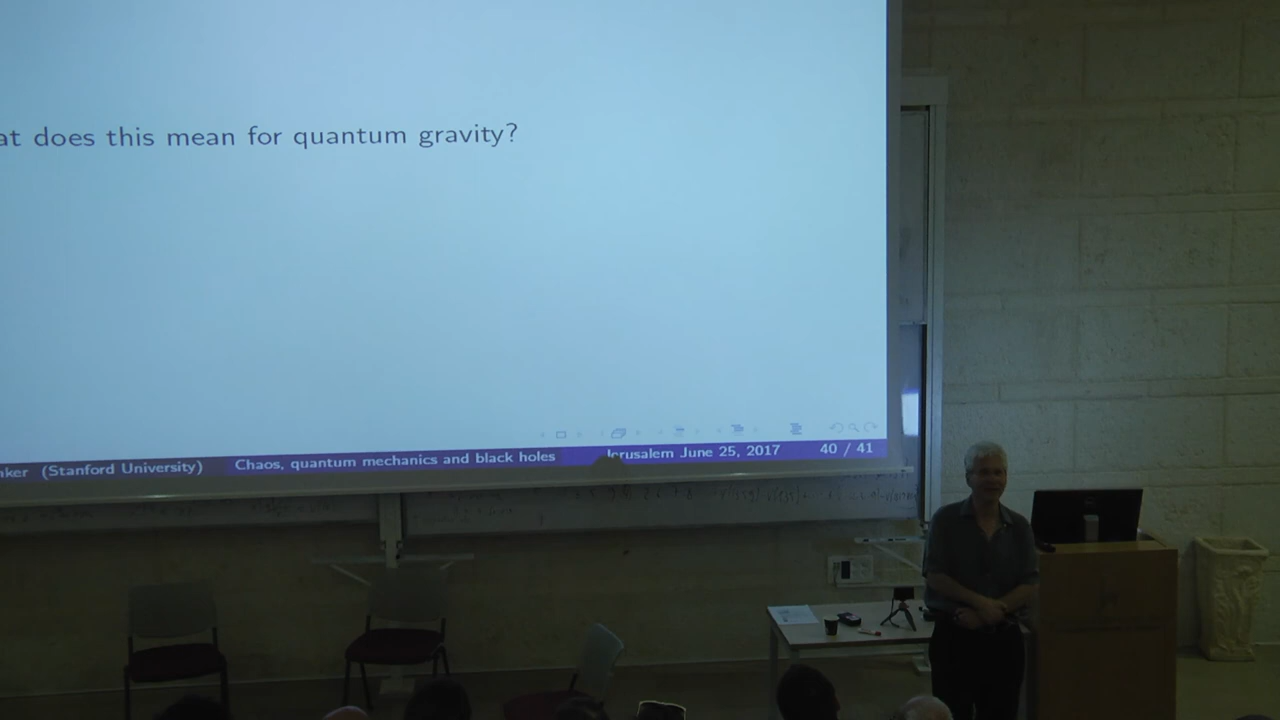 at does this mean for quantum gravity?
nker (Stanford University) Chaos, quantum mechanics and black holes Jerusalem June 25, 2017 40 / 41